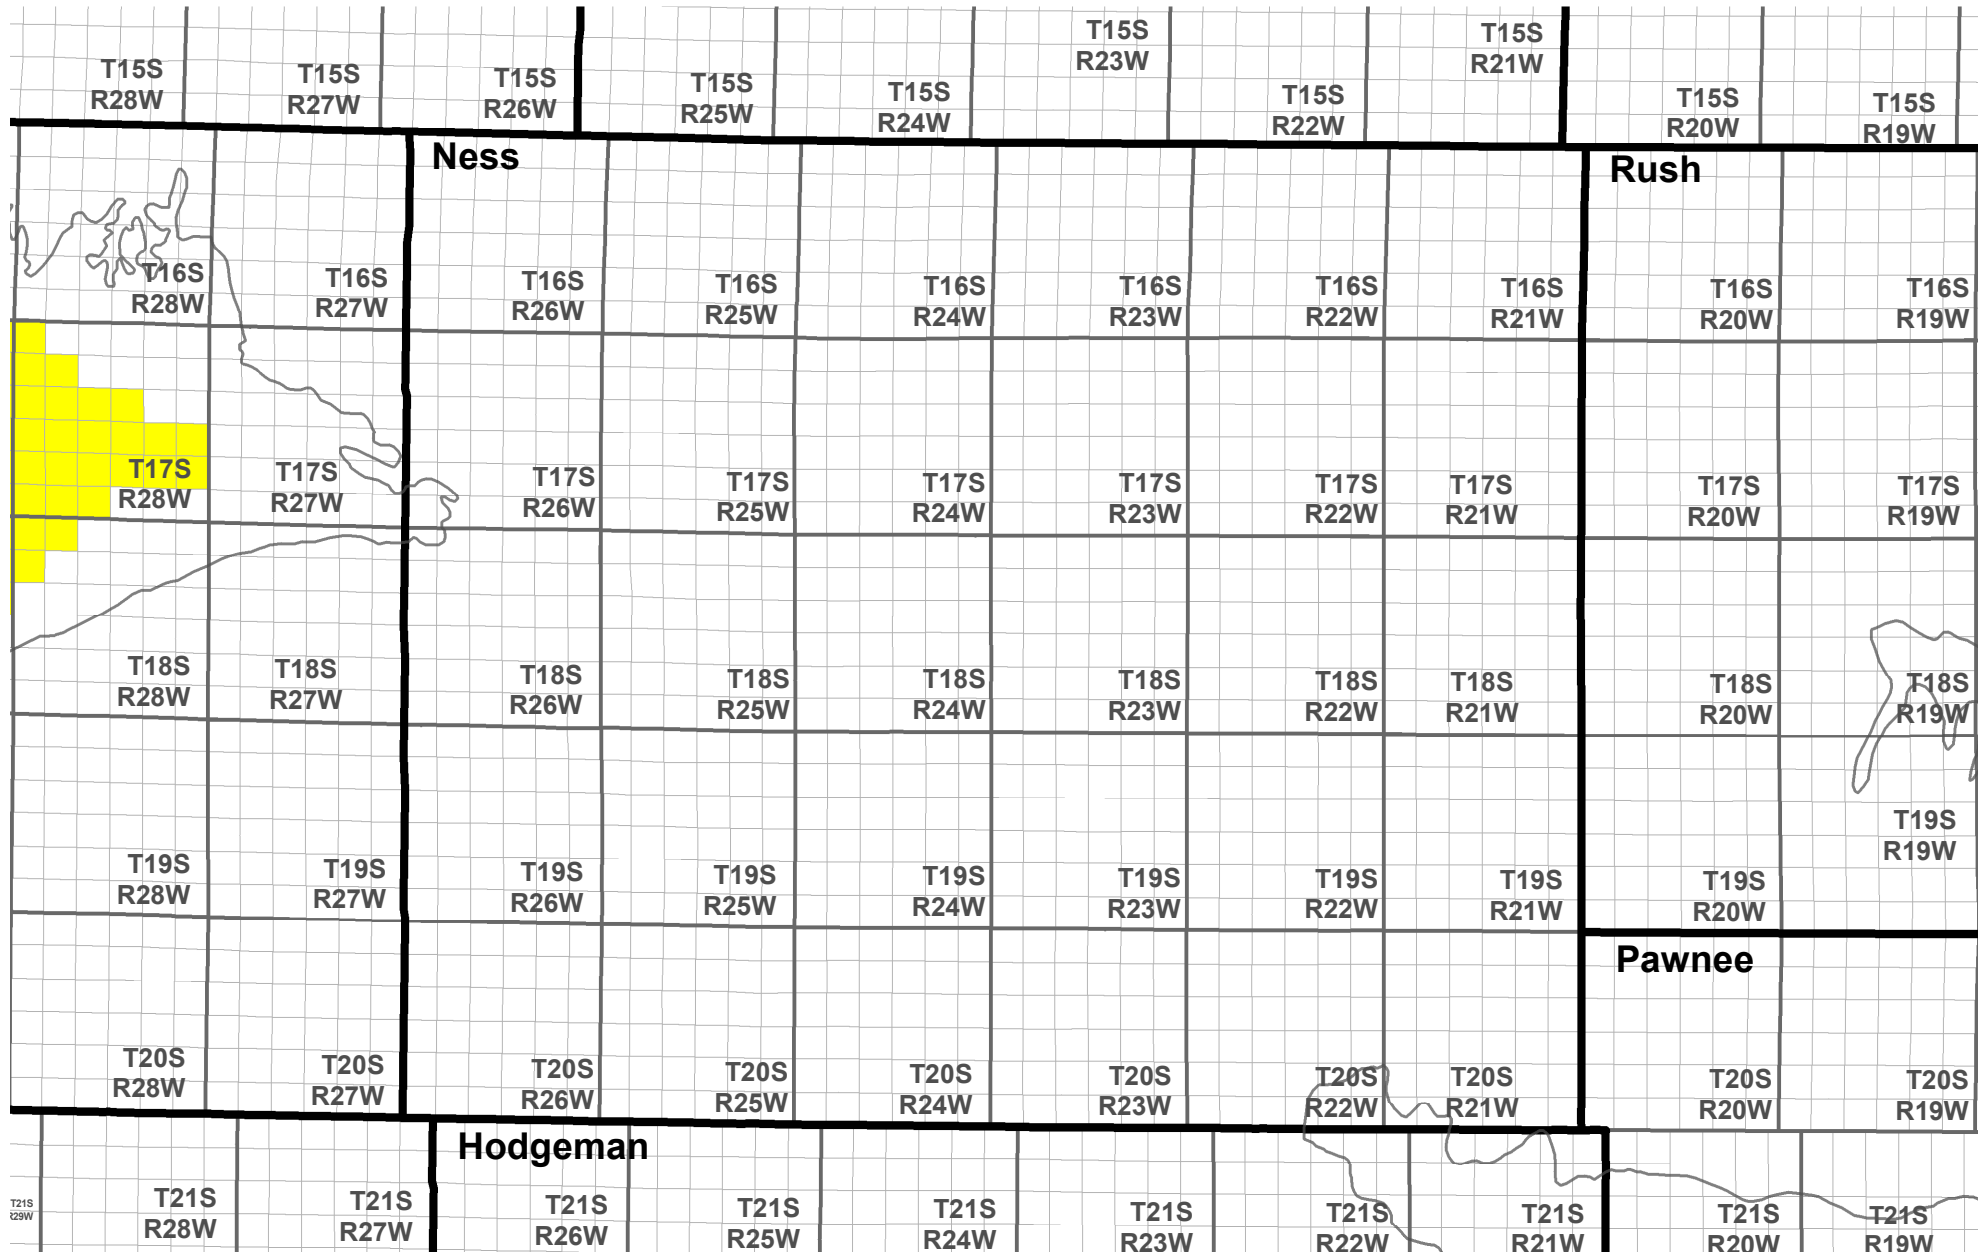 T15S
R28W
T15S
R27W
T15S
R26W
T15S
R25W
T15S
R24W
T15S
R23W
T15S
R22W
T15S
R21W
T15S
R20W
T15S
R19W
Ness
Rush
T16S
R28W
T16S
R27W
T16S
R26W
T16S
R25W
T16S
R24W
T16S
R23W
T16S
R22W
T16S
R21W
T16S
R20W
T16S
R19W
T17S
R28W
T17S
R27W
T17S
R26W
T17S
R25W
T17S
R24W
T17S
R23W
T17S
R22W
T17S
R21W
T17S
R20W
T17S
R19W
T18S
R28W
T18S
R27W
T18S
R26W
T18S
R25W
T18S
R24W
T18S
R23W
T18S
R22W
T18S
R21W
T18S
R20W
T18S
R19W
T19S
R28W
T19S
R27W
T19S
R26W
T19S
R25W
T19S
R24W
T19S
R23W
T19S
R22W
T19S
R21W
T19S
R20W
T19S
R19W
Pawnee
T20S
R28W
T20S
R27W
T20S
R26W
T20S
R25W
T20S
R24W
T20S
R23W
T20S
R22W
T20S
R21W
T20S
R20W
T20S
R19W
Hodgeman
T21S
R29W
T21S
R28W
T21S
R27W
T21S
R26W
T21S
R25W
T21S
R24W
T21S
R23W
T21S
R22W
T21S
R21W
T21S
R20W
T21S
R19W